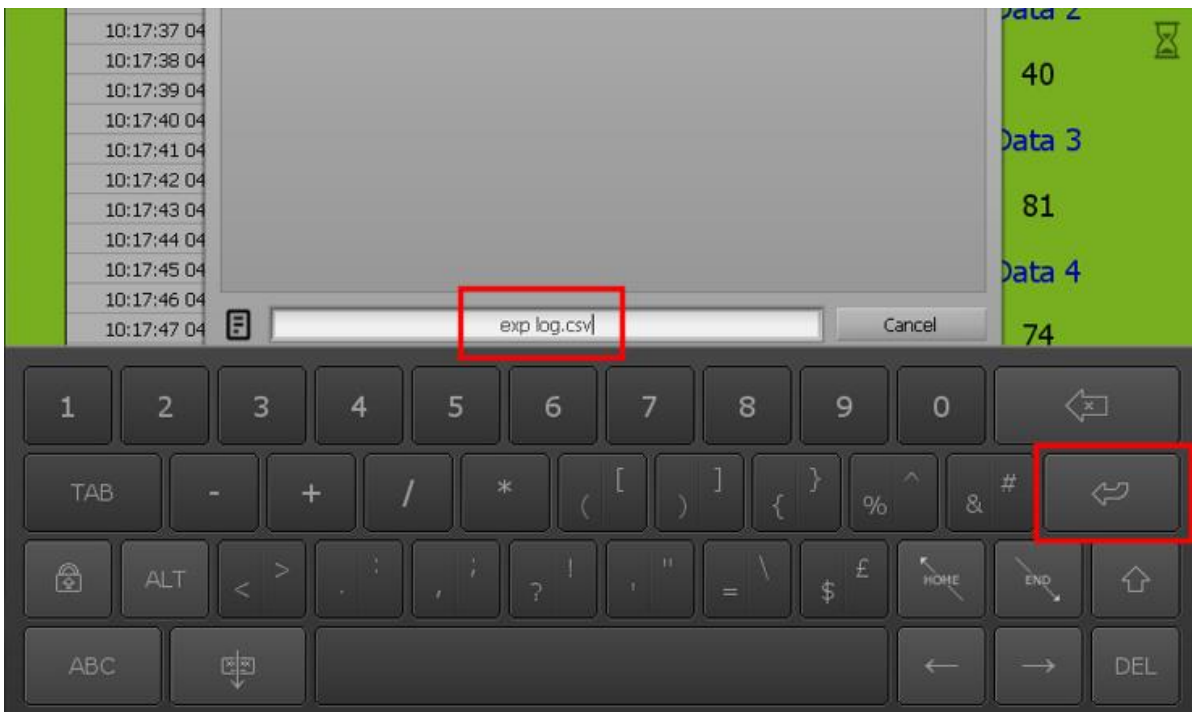 Data 2
10:17:37 04
10:17:38 04
40
10:17:39 04
10:17:40 04
10:17:41 04
Data 3
10:17:42 04
10:17:43 04
81
10:17:44 04
10:17:45 04
Data 4
10:17:46 04
10:17:47 04
exp log.csv
Cancel
74
1 2 3 4 5 6 7 8 9 0
TAB - + / * ( [ ) ] { } % ^ & #
ALT < > . : , ; ? ! ' " = \ $ £ HOME END
ABC ← → DEL